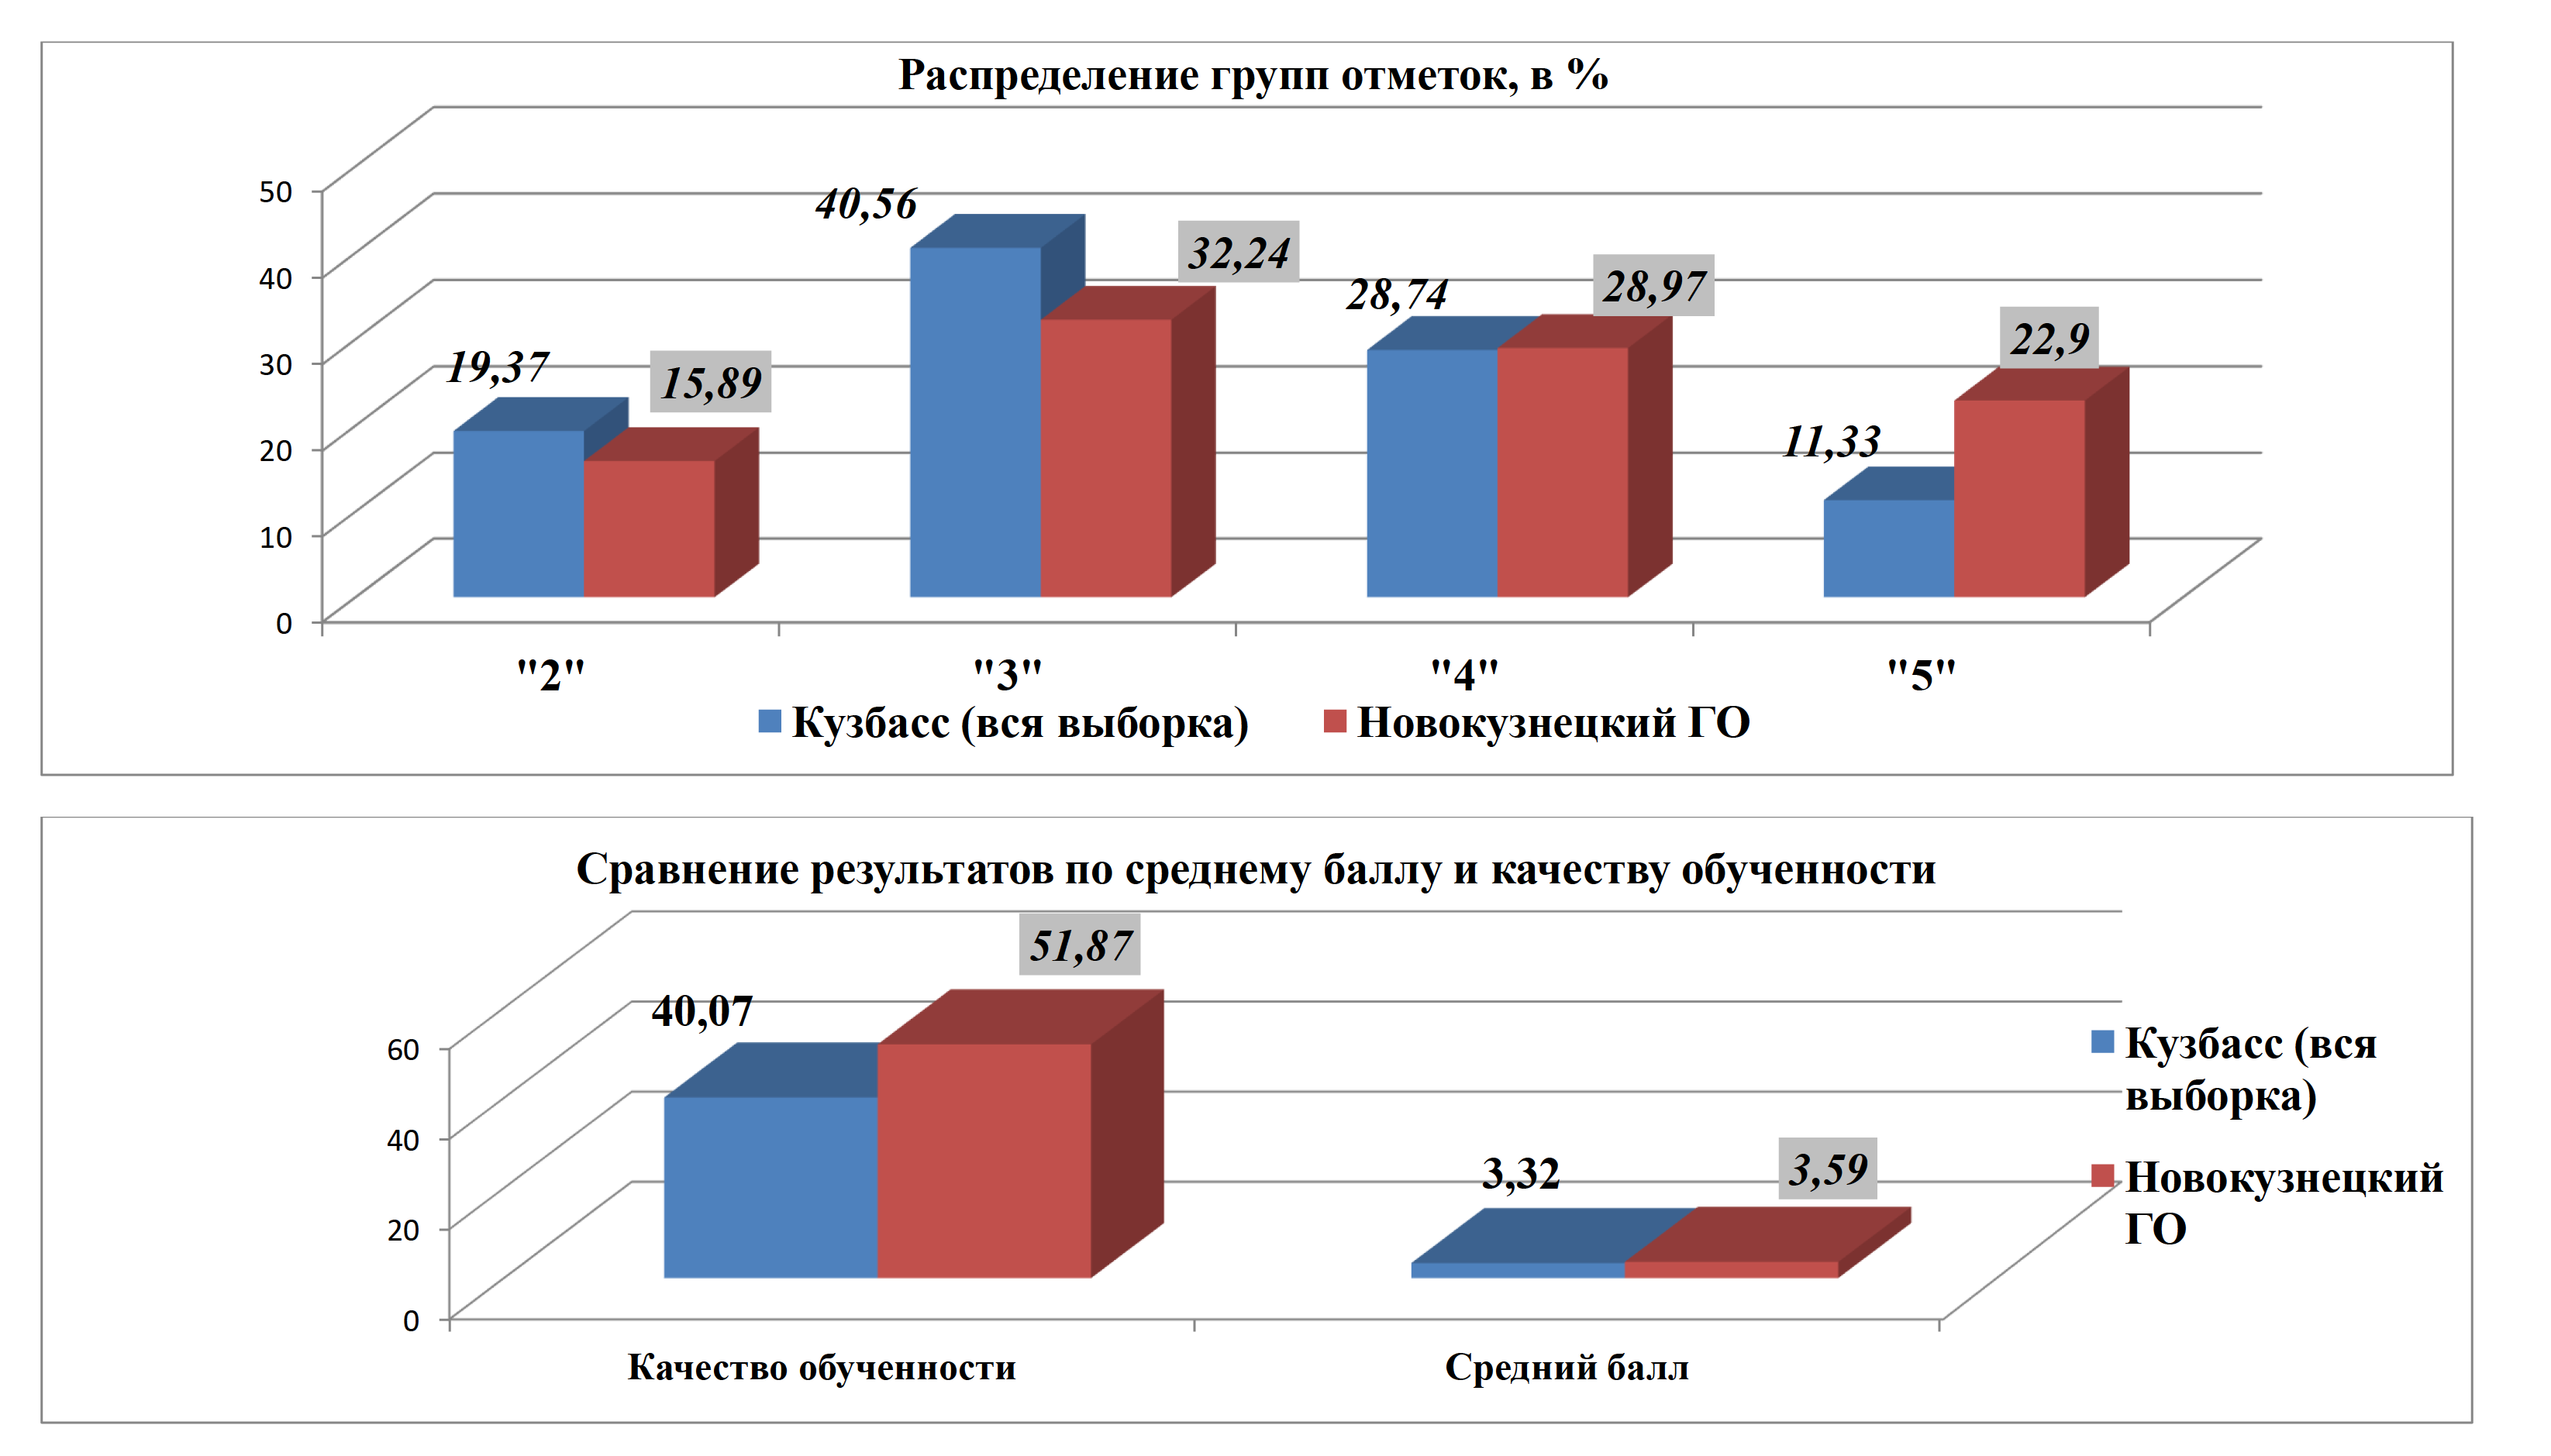 Распределение групп отметок, в %
50
40
30
20
10
0
19,37
15,89
40,56
32,24
28,74
28,97
11,33
22,9
"2"
"3"
"4"
"5"
Кузбасс (вся выборка)
Новокузнецкий ГО
Сравнение результатов по среднему баллу и качеству обученности
60
40
20
0
40,07
51,87
3,32
3,59
Качество обученности
Средний балл
Кузбасс (вся
выборка)
Новокузнецкий
ГО